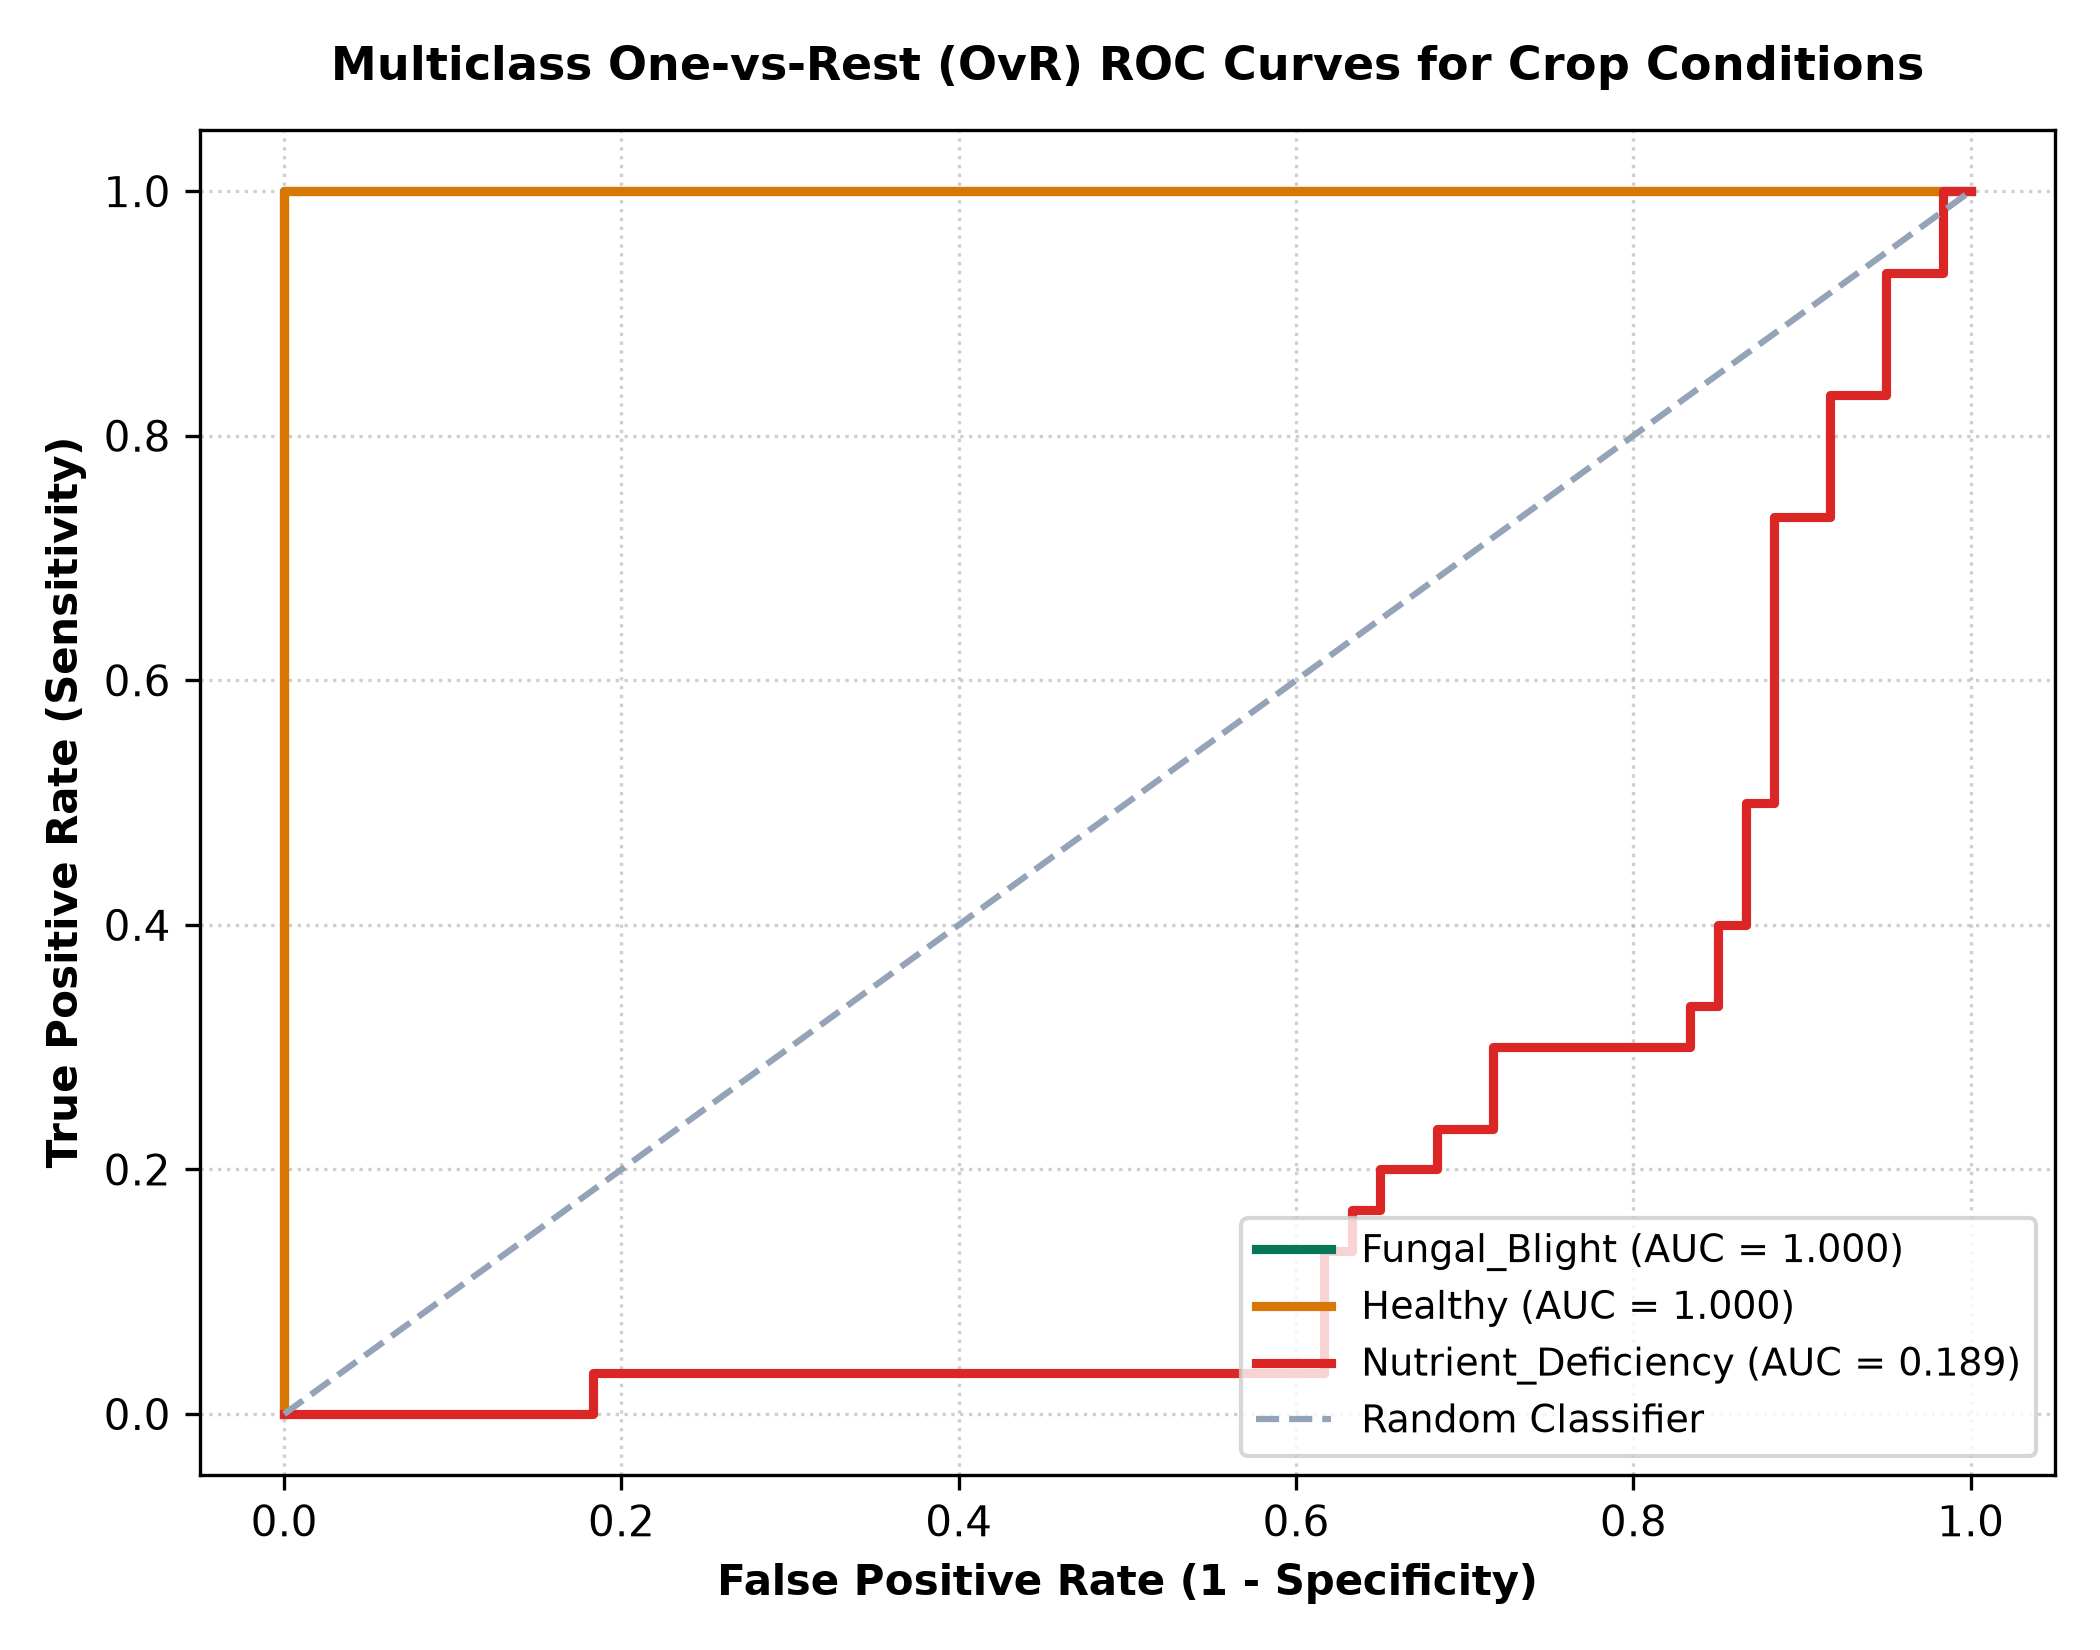 Multiclass One-vs-Rest (OvR) ROC Curves for Crop Conditions
True Positive Rate (Sensitivity)
1.0
0.8
0.6
0.4
0.2
0.0
Fungal_Blight (AUC = 1.000)
Healthy (AUC = 1.000)
Nutrient_Deficiency (AUC = 0.189)
Random Classifier
0.0 0.2 0.4 0.6 0.8 1.0
False Positive Rate (1 - Specificity)